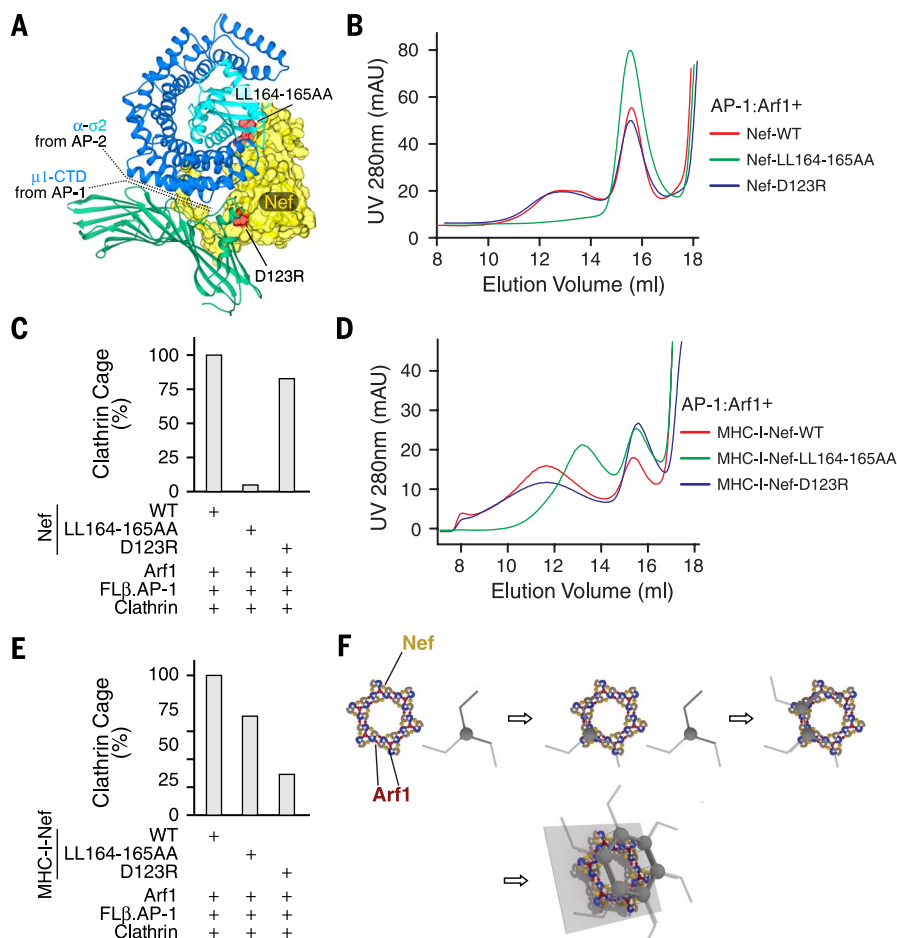 A
LL164-165AA
α-σ2
from AP-2
μ1-CTD
from AP-1
Nef
D123R
B
UV 280nm (mAU)
80
60
40
20
0
8 10 12 14 16 18
Elution Volume (ml)
AP-1:Arf1+
Nef-WT
Nef-LL164-165AA
Nef-D123R
C
Clathrin Cage
(%)
100
75
50
25
0
Nef
WT +
LL164-165AA +
D123R +
Arf1 + + +
FLβ.AP-1 + + +
Clathrin + + +
D
UV 280nm (mAU)
40
30
20
10
0
8 10 12 14 16 18
Elution Volume (ml)
AP-1:Arf1+
MHC-I-Nef-WT
MHC-I-Nef-LL164-165AA
MHC-I-Nef-D123R
E
Clathrin Cage
(%)
100
75
50
25
0
MHC-I-Nef
WT +
LL164-165AA +
D123R +
Arf1 + + +
FLβ.AP-1 + + +
Clathrin + + +
F
Nef
Arf1